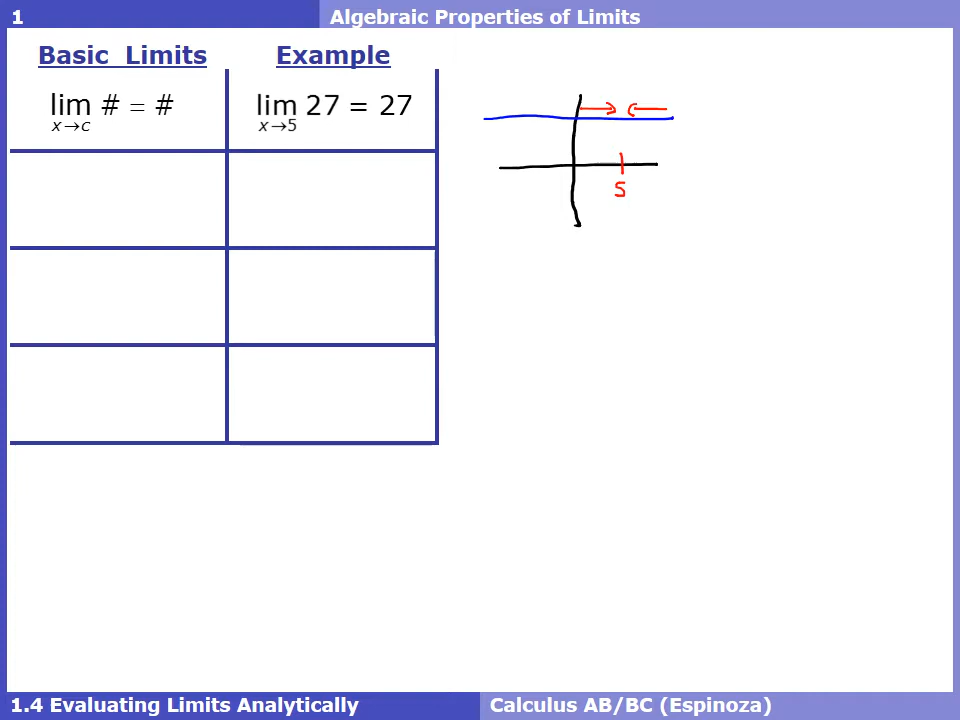 1
Algebraic Properties of Limits
Basic Limits
Example
lim # = #
x→c
lim 27 = 27
x→5
5
1.4 Evaluating Limits Analytically
Calculus AB/BC (Espinoza)